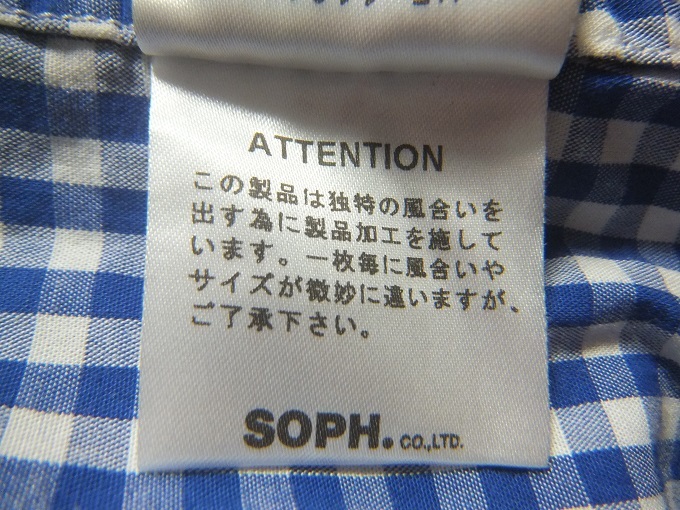 ATTENTION
この製品は独特の風合いを
出す為に製品加工を施して
います。一枚毎に風合いや
サイズが微妙に違いますが、
ご了承下さい。
SOPH. CO.,LTD.